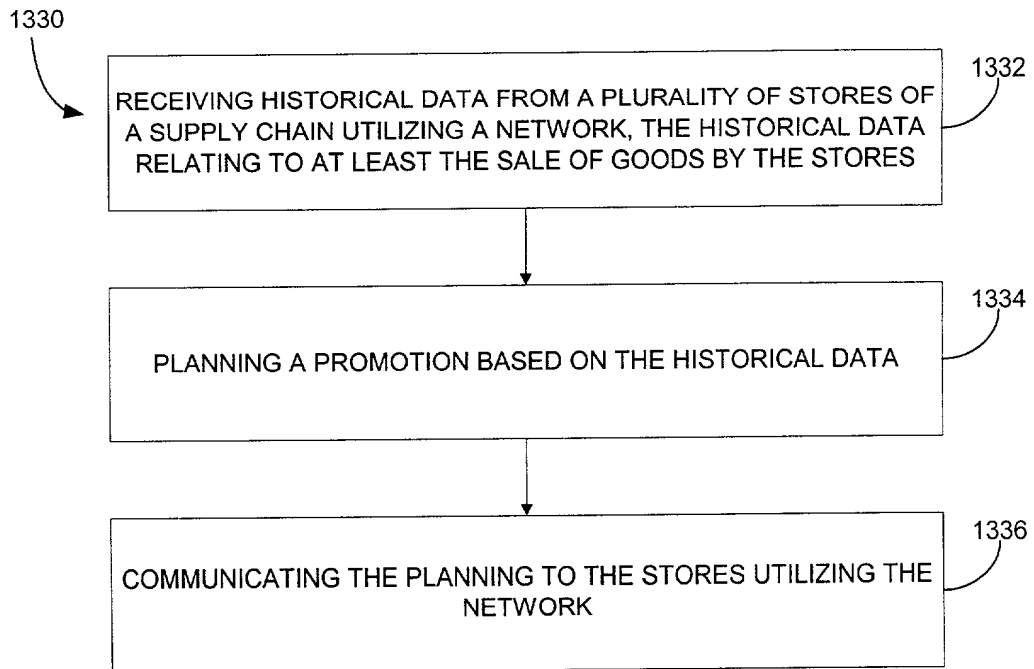 1330
1332
RECEIVING HISTORICAL DATA FROM A PLURALITY OF STORES OF
A SUPPLY CHAIN UTILIZING A NETWORK, THE HISTORICAL DATA
RELATING TO AT LEAST THE SALE OF GOODS BY THE STORES
1334
PLANNING A PROMOTION BASED ON THE HISTORICAL DATA
1336
COMMUNICATING THE PLANNING TO THE STORES UTILIZING THE
NETWORK